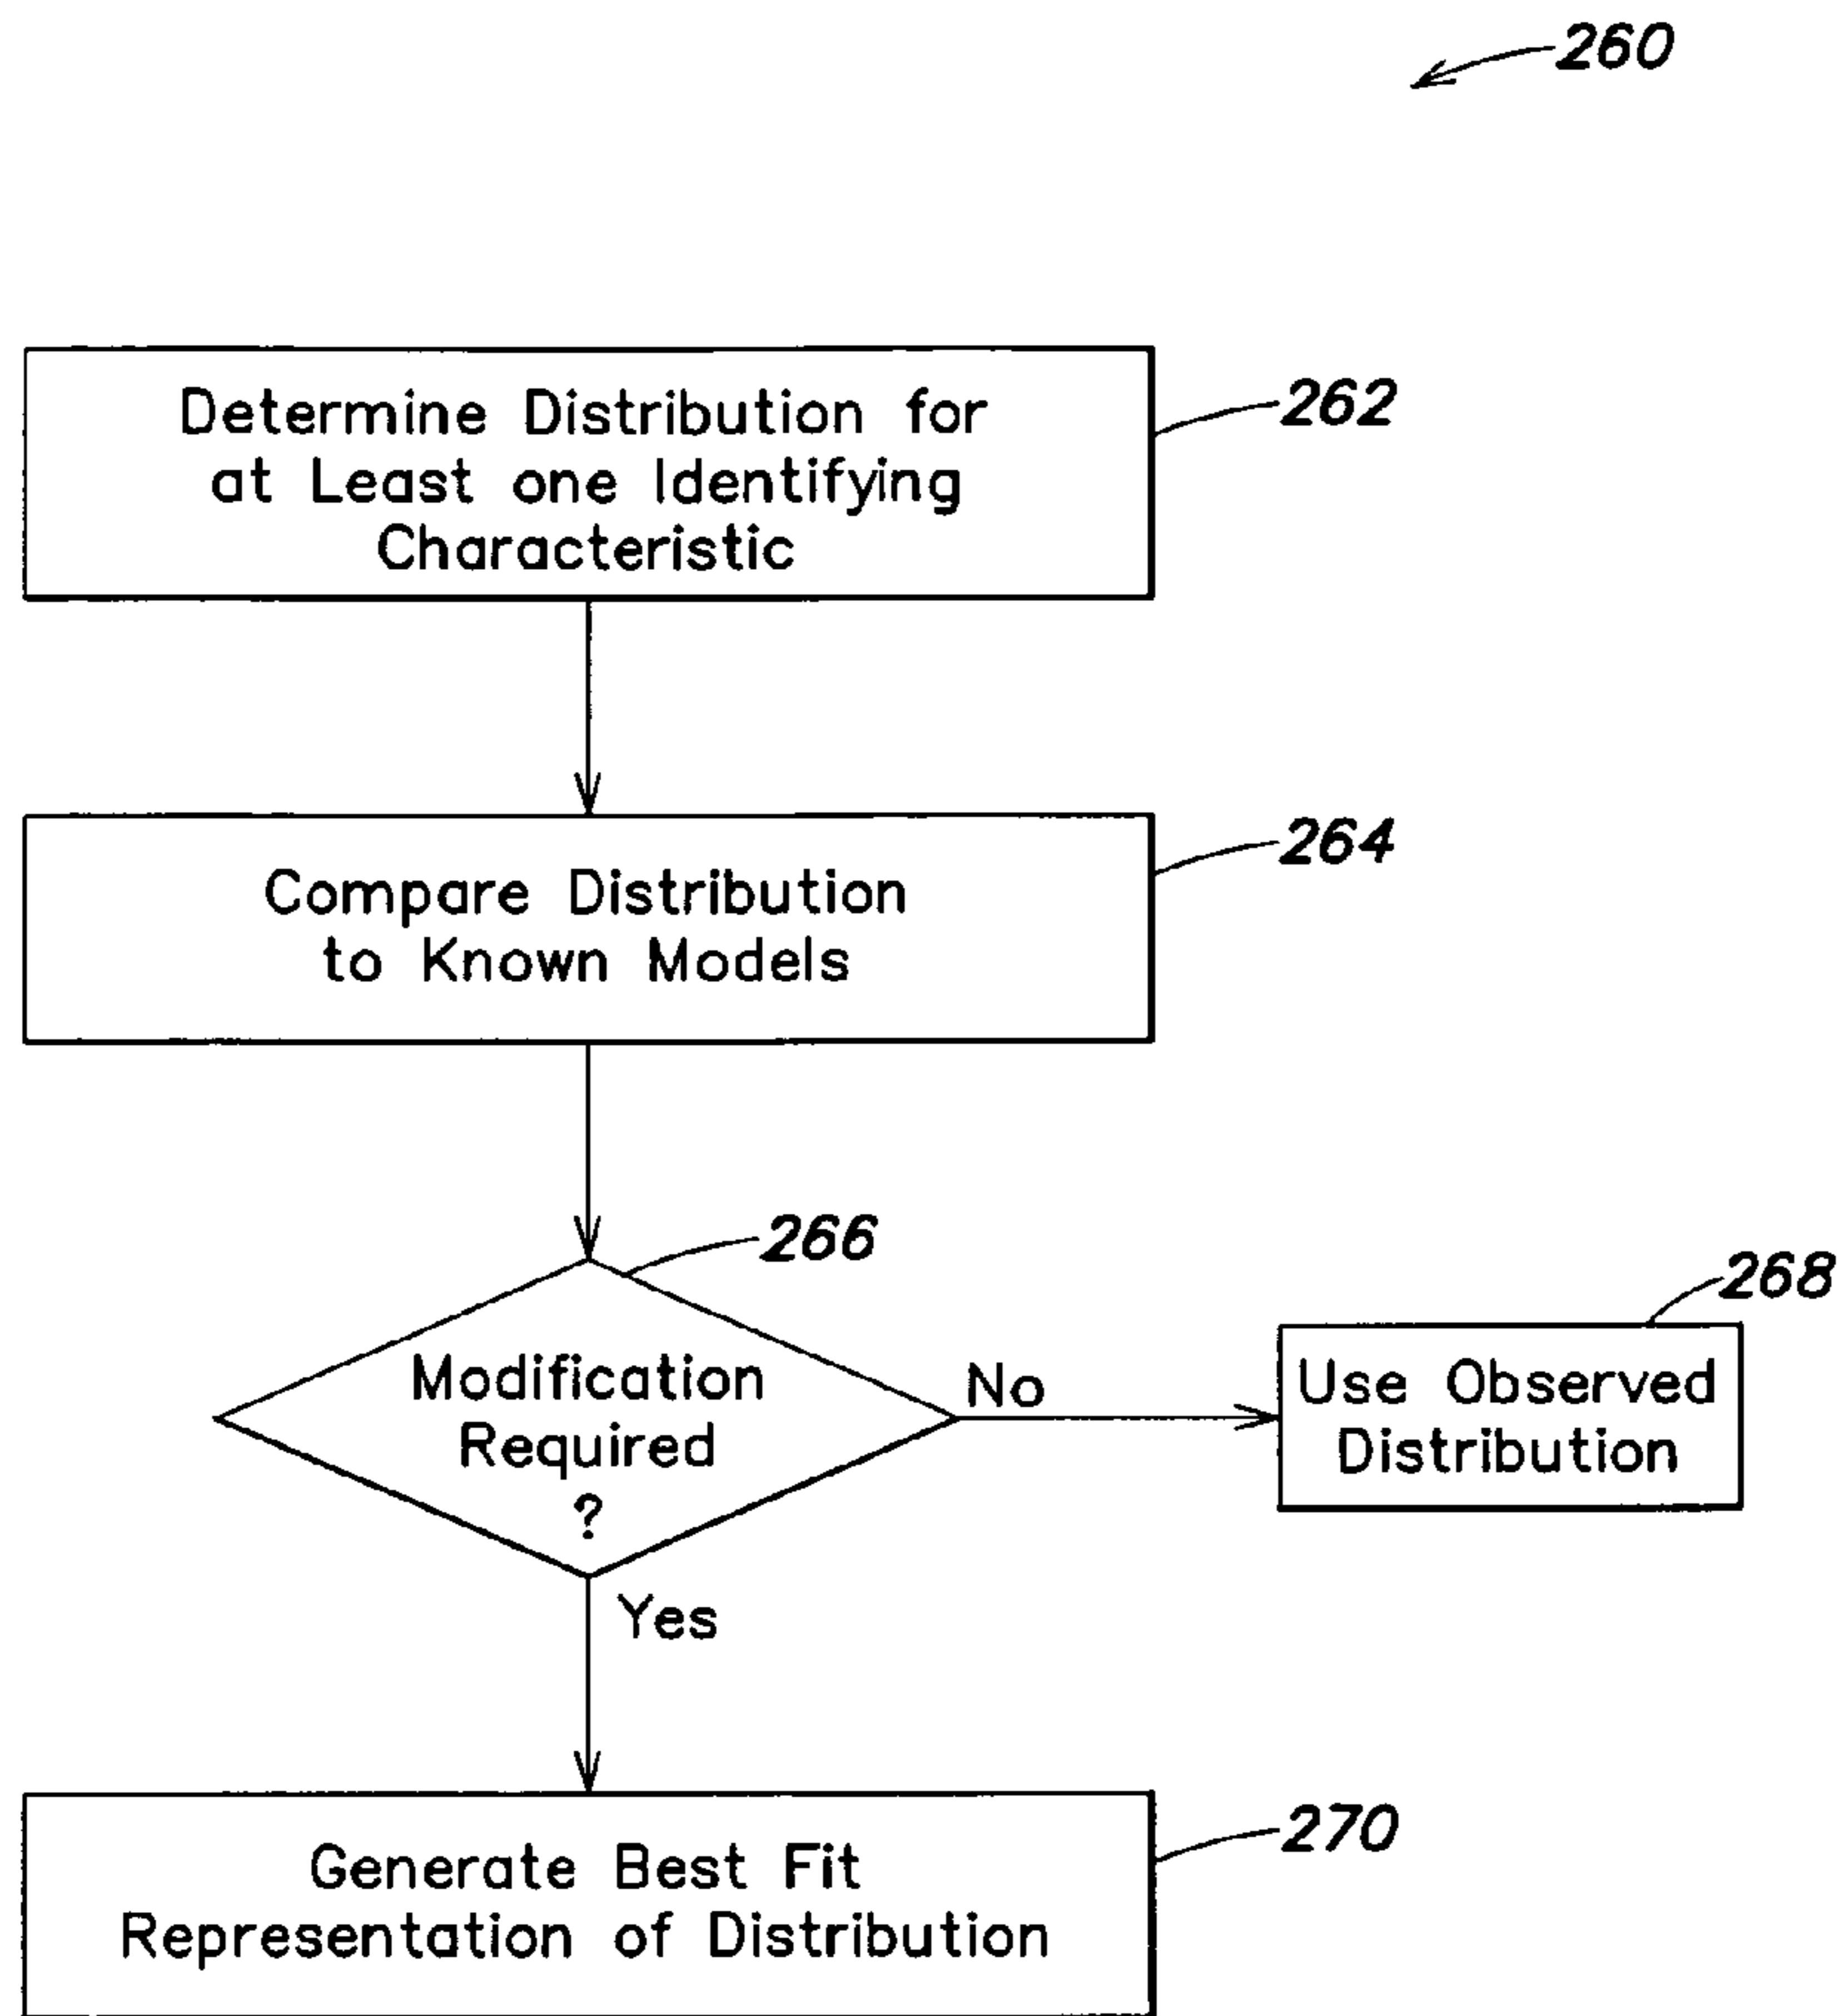 260
Determine Distribution for
at Least one Identifying
Characteristic
262
Compare Distribution
to Known Models
264
266
Modification
Required
?
No
268
Use Observed
Distribution
Yes
Generate Best Fit
Representation of Distribution
270